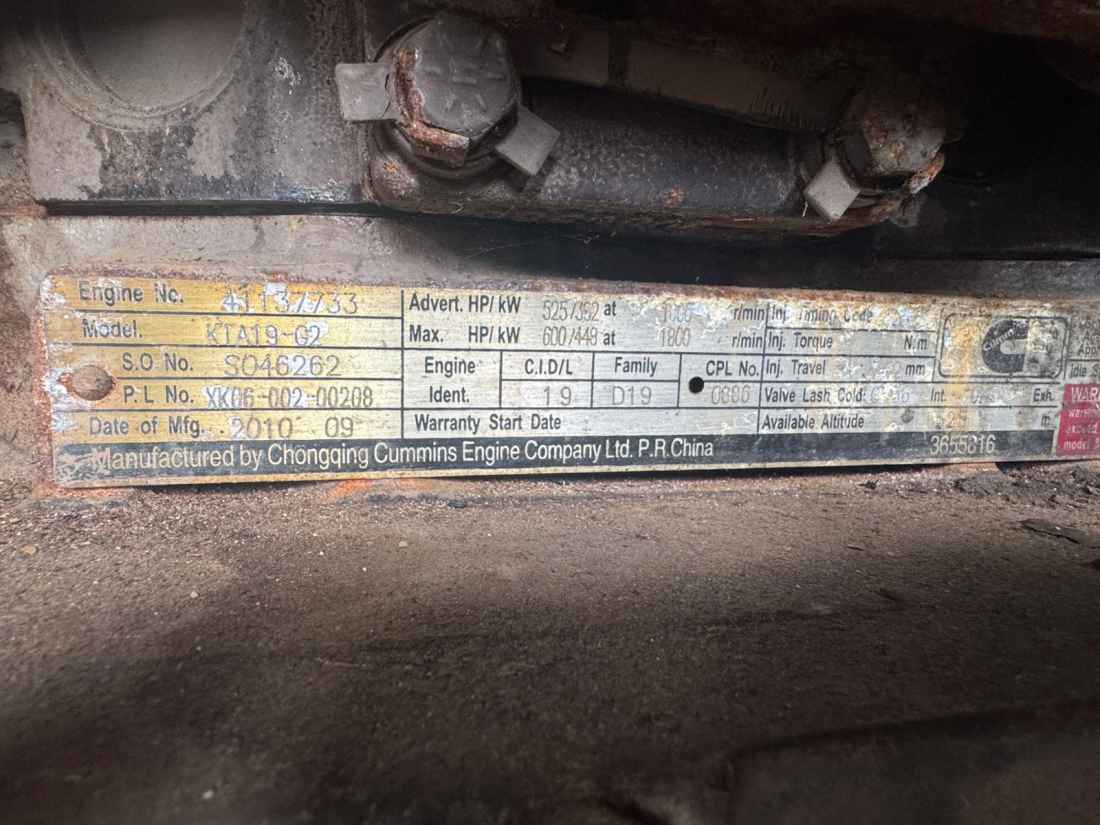 Engine No. 41137733
Model. KTA19-G2
S.O No. SO46262
P.L No. XK06-002-00208
Date of Mfg. 2010 09
Advert. HP/kW 525/392 at r/min
Max. HP/kW 600/448 at 1800 r/min
Engine Ident.
C.I.D/L 19
Family D19
CPL No.
Warranty Start Date
Inj. Timing Code
Inj. Torque N.m
Inj. Travel mm
Valve Lash Cold Int. Exh.
Available Altitude m
Manufactured by Chongqing Cummins Engine Company Ltd. P.R.China 3655816
Idle